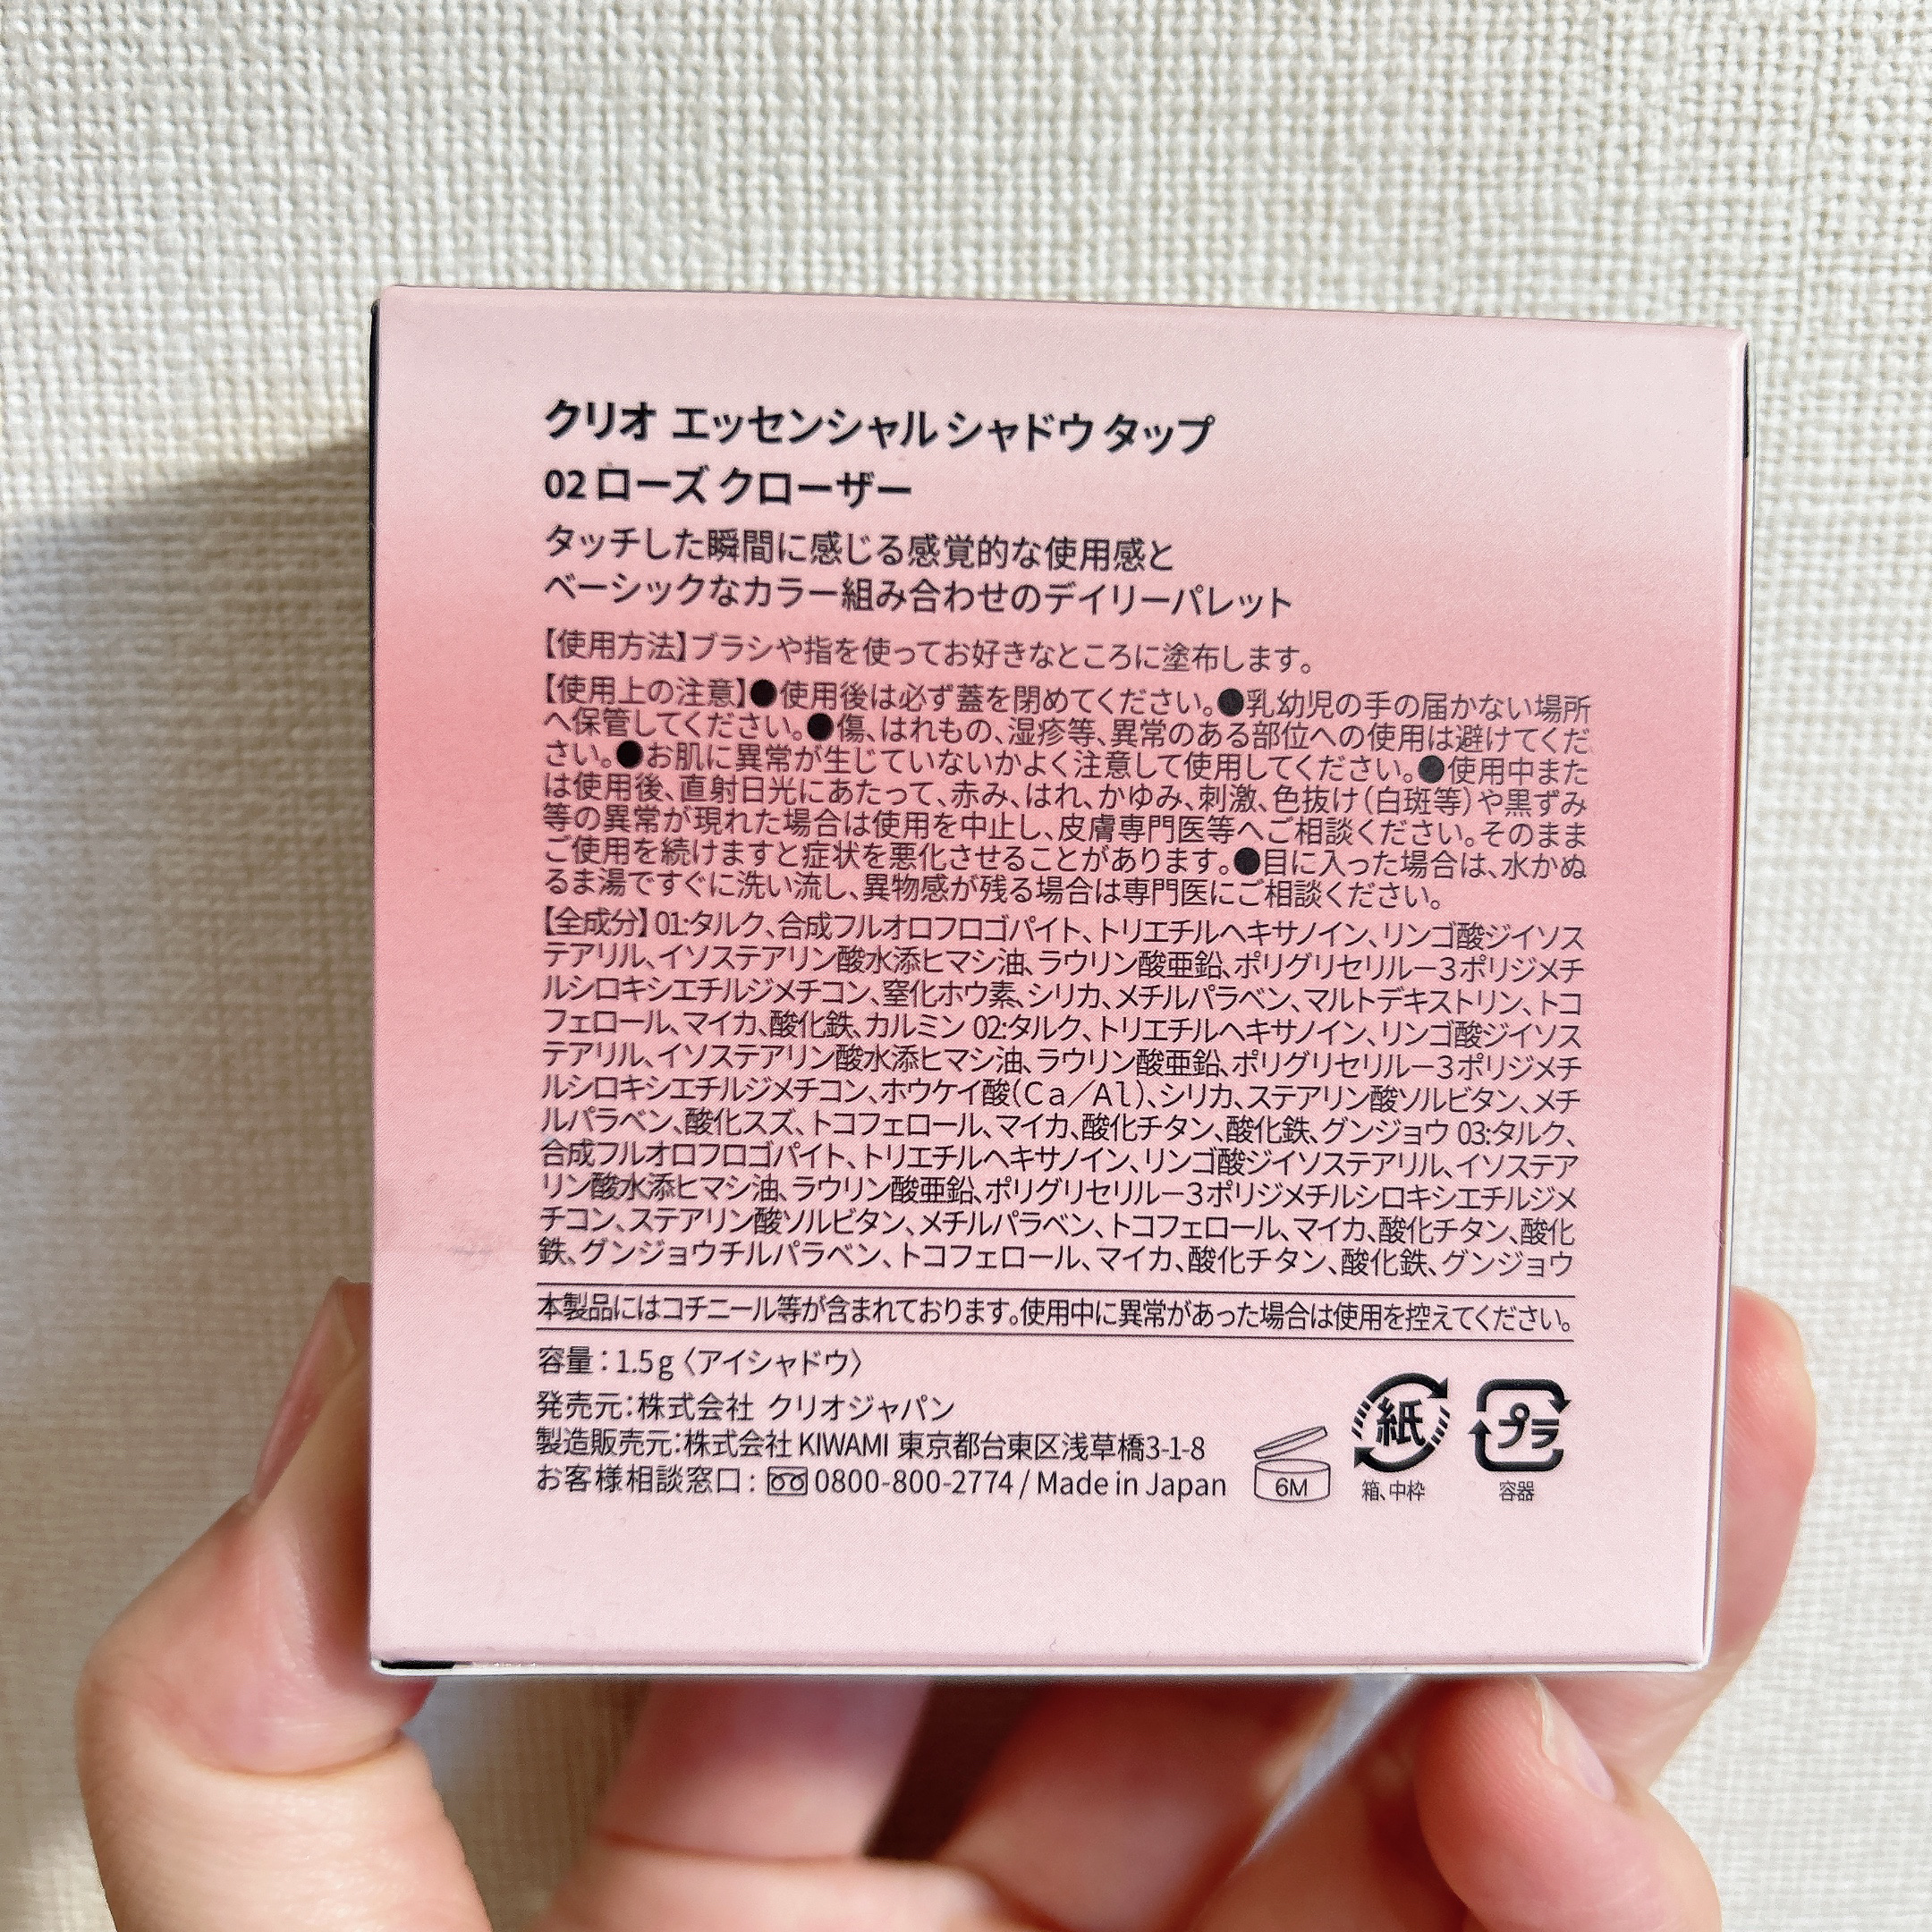 クリオ エッセンシャル シャドウ タップ
02 ローズ クローザー
タッチした瞬間に感じる感覚的な使用感と
ベーシックなカラー組み合わせのデイリーパレット
【使用方法】ブラシや指を使ってお好きなところに塗布します。
【使用上の注意】●使用後は必ず蓋を閉めてください。●乳幼児の手の届かない場所
へ保管してください。●傷、はれもの、湿疹等、異常のある部位への使用は避けてくだ
さい。●お肌に異常が生じていないかよく注意して使用してください。●使用中また
は使用後、直射日光にあたって、赤み、はれ、かゆみ、刺激、色抜け(白斑等)や黒ずみ
等の異常が現れた場合は使用を中止し、皮膚専門医等へご相談ください。そのまま
ご使用を続けますと症状を悪化させることがあります。●目に入った場合は、水かぬ
るま湯ですぐに洗い流し、異物感が残る場合は専門医にご相談ください。
【全成分】01:タルク、合成フルオロフロゴパイト、トリエチルヘキサノイン、リンゴ酸ジイソス
テアリル、イソステアリン酸水添ヒマシ油、ラウリン酸亜鉛、ポリグリセリルー3ポリジメチ
ルシロキシエチルジメチコン、窒化ホウ素、シリカ、メチルパラベン、マルトデキストリン、トコ
フェロール、マイカ、酸化鉄、カルミン 02:タルク、トリエチルヘキサノイン、リンゴ酸ジイソス
テアリル、イソステアリン酸水添ヒマシ油、ラウリン酸亜鉛、ポリグリセリルー3ポリジメチ
ルシロキシエチルジメチコン、ホウケイ酸(Ca/Al)、シリカ、ステアリン酸ソルビタン、メチ
ルパラベン、酸化スズ、トコフェロール、マイカ、酸化チタン、酸化鉄、グンジョウ 03:タルク、
合成フルオロフロゴパイト、トリエチルヘキサノイン、リンゴ酸ジイソステアリル、イソステア
リン酸水添ヒマシ油、ラウリン酸亜鉛、ポリグリセリルー3ポリジメチルシロキシエチルジメ
チコン、ステアリン酸ソルビタン、メチルパラベン、トコフェロール、マイカ、酸化チタン、酸化
鉄、グンジョウチルパラベン、トコフェロール、マイカ、酸化チタン、酸化鉄、グンジョウ
本製品にはコチニール等が含まれております。使用中に異常があった場合は使用を控えてください。
容量:1.5g〈アイシャドウ〉
発売元:株式会社 クリオジャパン
製造販売元:株式会社 KIWAMI 東京都台東区浅草橋3-1-8
お客様相談窓口: 0800-800-2774 / Made in Japan
6M
紙
箱、中枠
プラ
容器